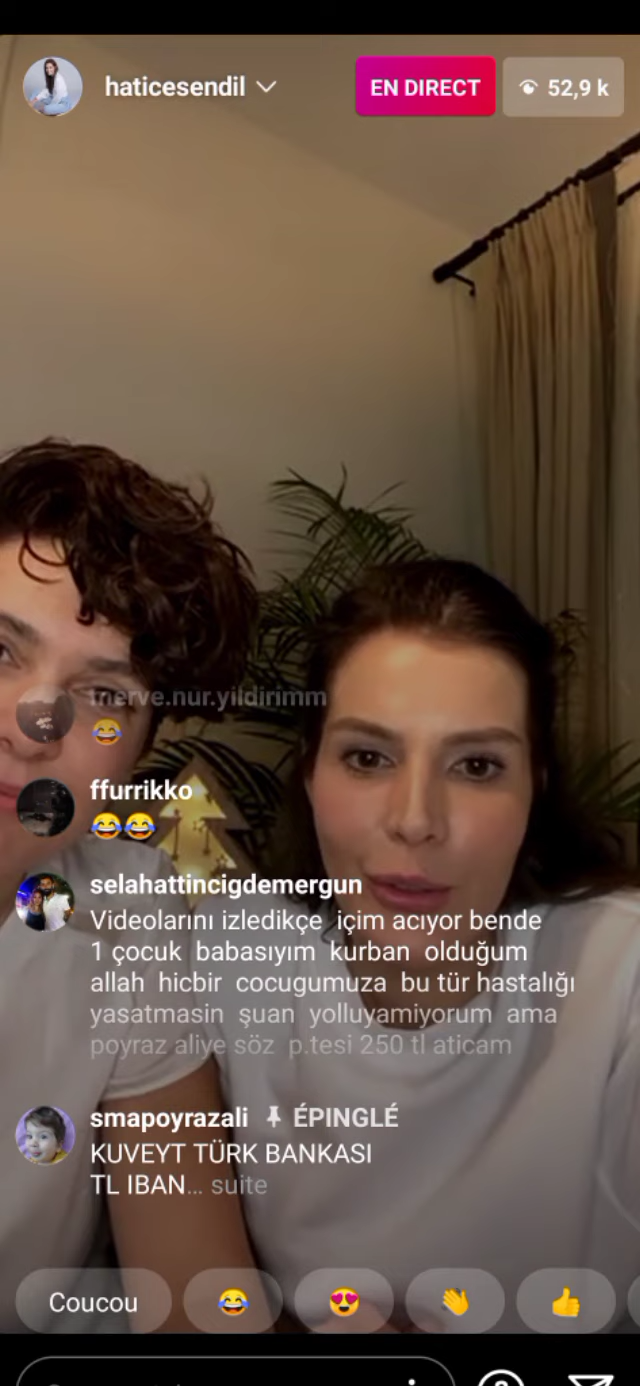 haticesendil
EN DIRECT
52,9 k
merve.nur.yildirimm
😂
ffurrikko
😂😂
selahattincigdemergun
Videolarını izledikçe içim acıyor bende
1 çocuk babasıyım kurban olduğum
allah hicbir cocugumuza bu tür hastalığı
yasatmasin şuan yolluyamiyorum ama
poyraz aliye söz p.tesi 250 tl aticam
smapoyrazali ÉPINGLÉ
KUVEYT TÜRK BANKASI
TL IBAN... suite
Coucou 😂 😍 👏 👍